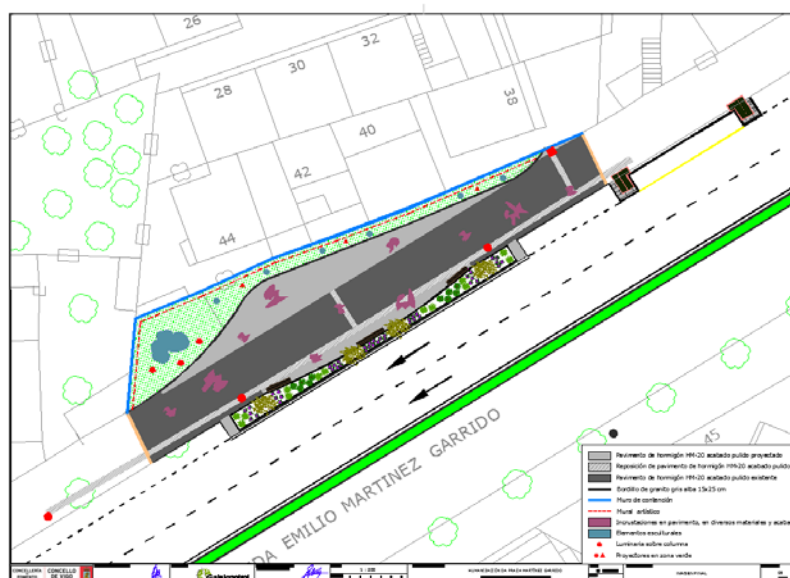 26
32
30
28
38
40
42
44
45
DA EMILIO MARTINEZ GARRIDO
Pavimento de hormigón HM-20 acabado pulido proyectado
Reposición de pavimento de hormigón HM-20 acabado pulido
Pavimento de hormigón HM-20 acabado pulido existente
Bordillo de granito gris alba 15x25 cm
Muro de contención
Mural artístico
Incrustaciones en pavimento, en diversos materiales y acaba
Elementos esculturales
Luminaria sobre columna
Proyectores en zona verde
CONCELLO
DE VIGO